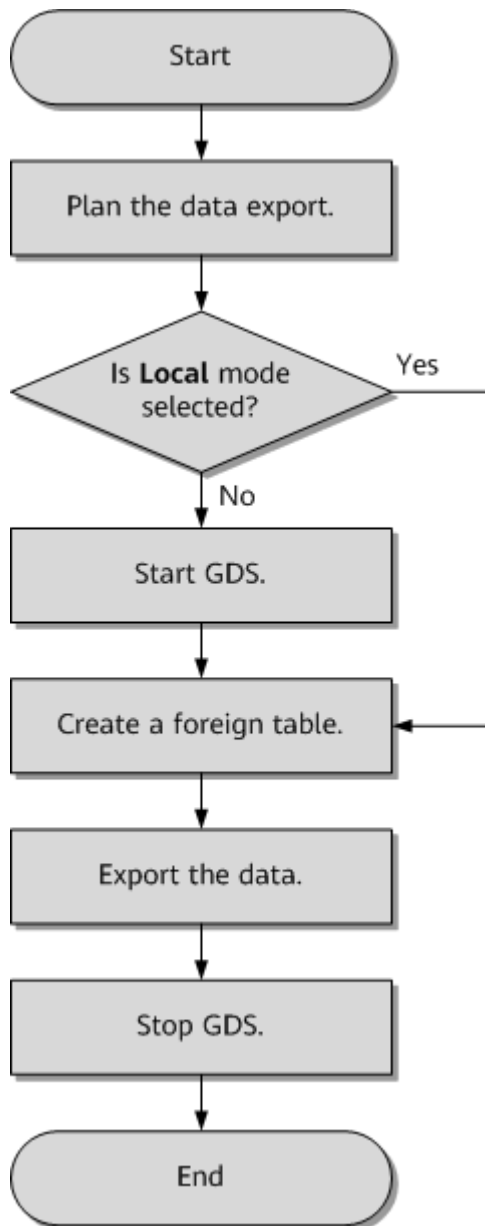 Start
Plan the data export.
Is Local mode
selected?
Yes
No
Start GDS.
Create a foreign table.
Export the data.
Stop GDS.
End